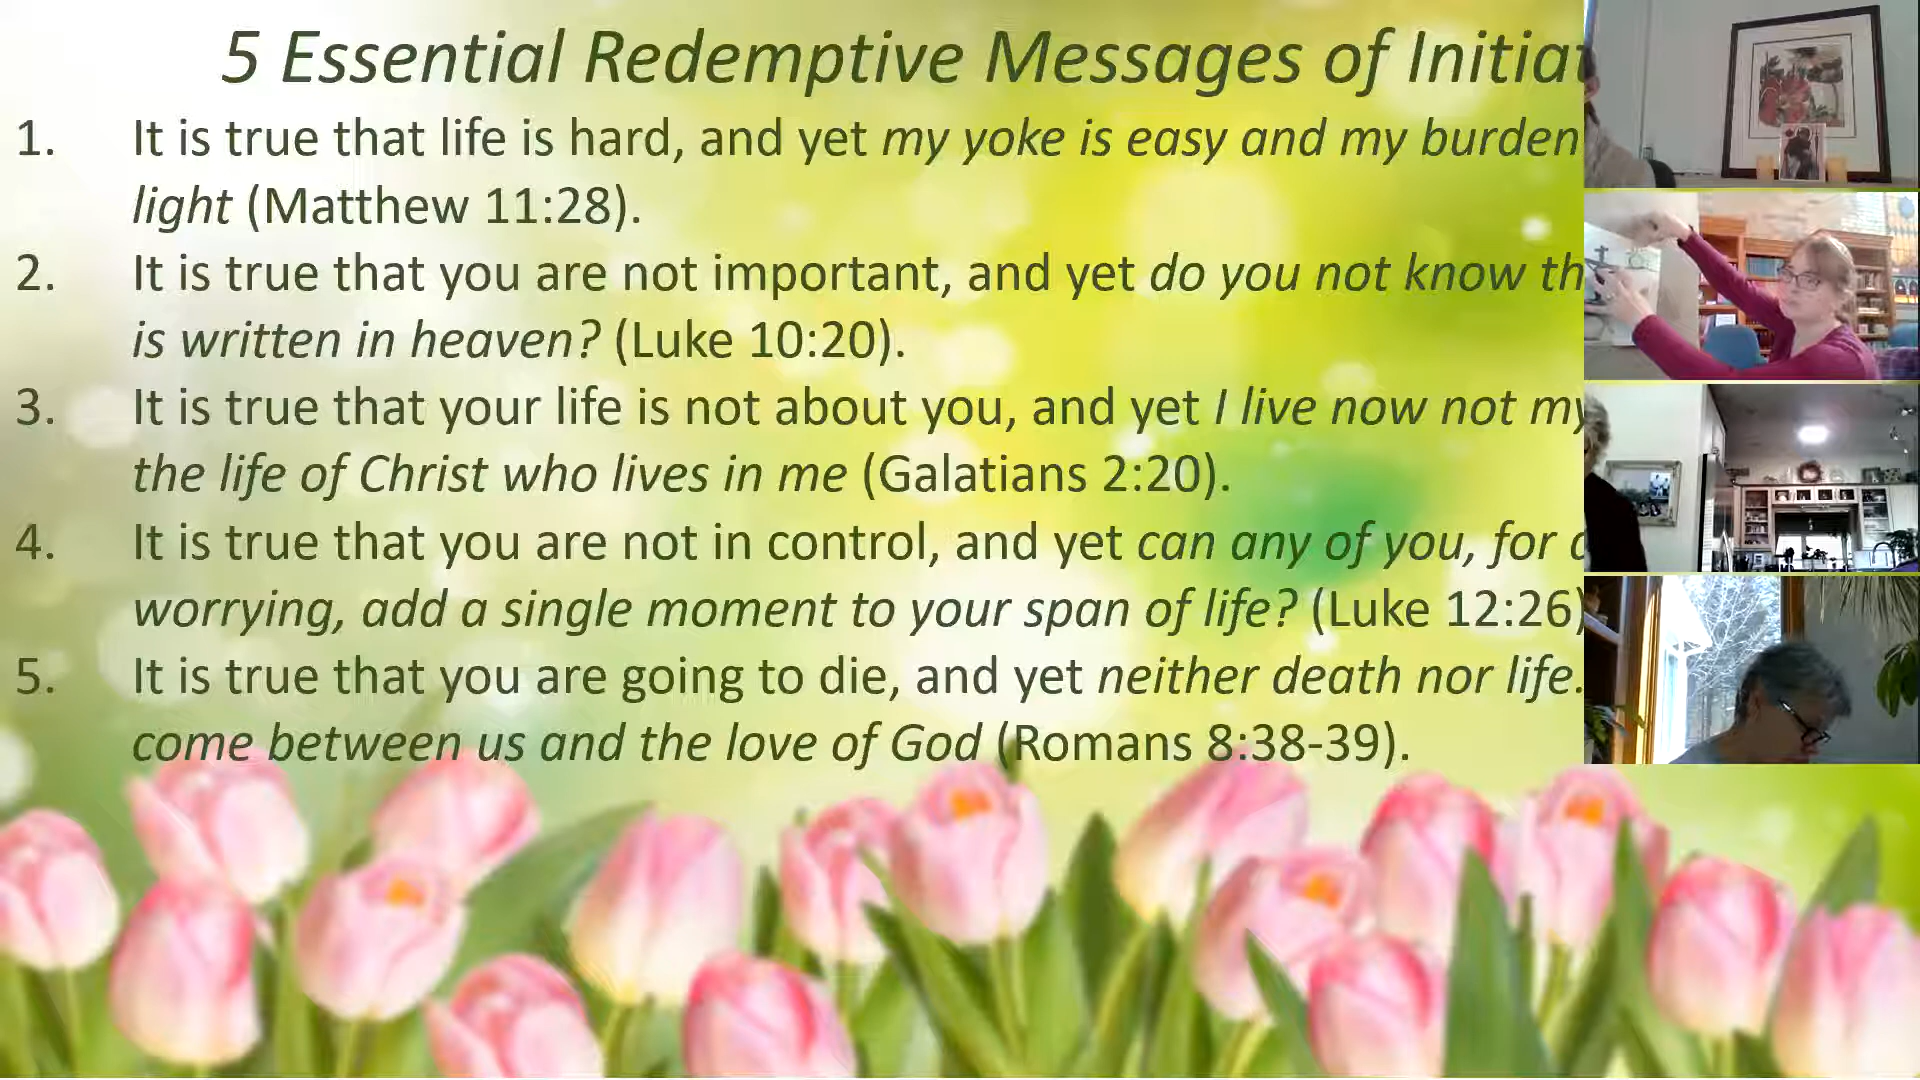 5 Essential Redemptive Messages of
1. It is true that life is hard, and yet my yoke is easy and my burden
light (Matthew 11:28).
2. It is true that you are not important, and yet do you not know
is written in heaven? (Luke 10:20).
3. It is true that your life is not about you, and yet I live now not
the life of Christ who lives in me (Galatians 2:20).
4. It is true that you are not in control, and yet can any of you, for
worrying, add a single moment to your span of life? (Luke 12:26)
5. It is true that you are going to die, and yet neither death nor life.
come between us and the love of God (Romans 8:38-39).